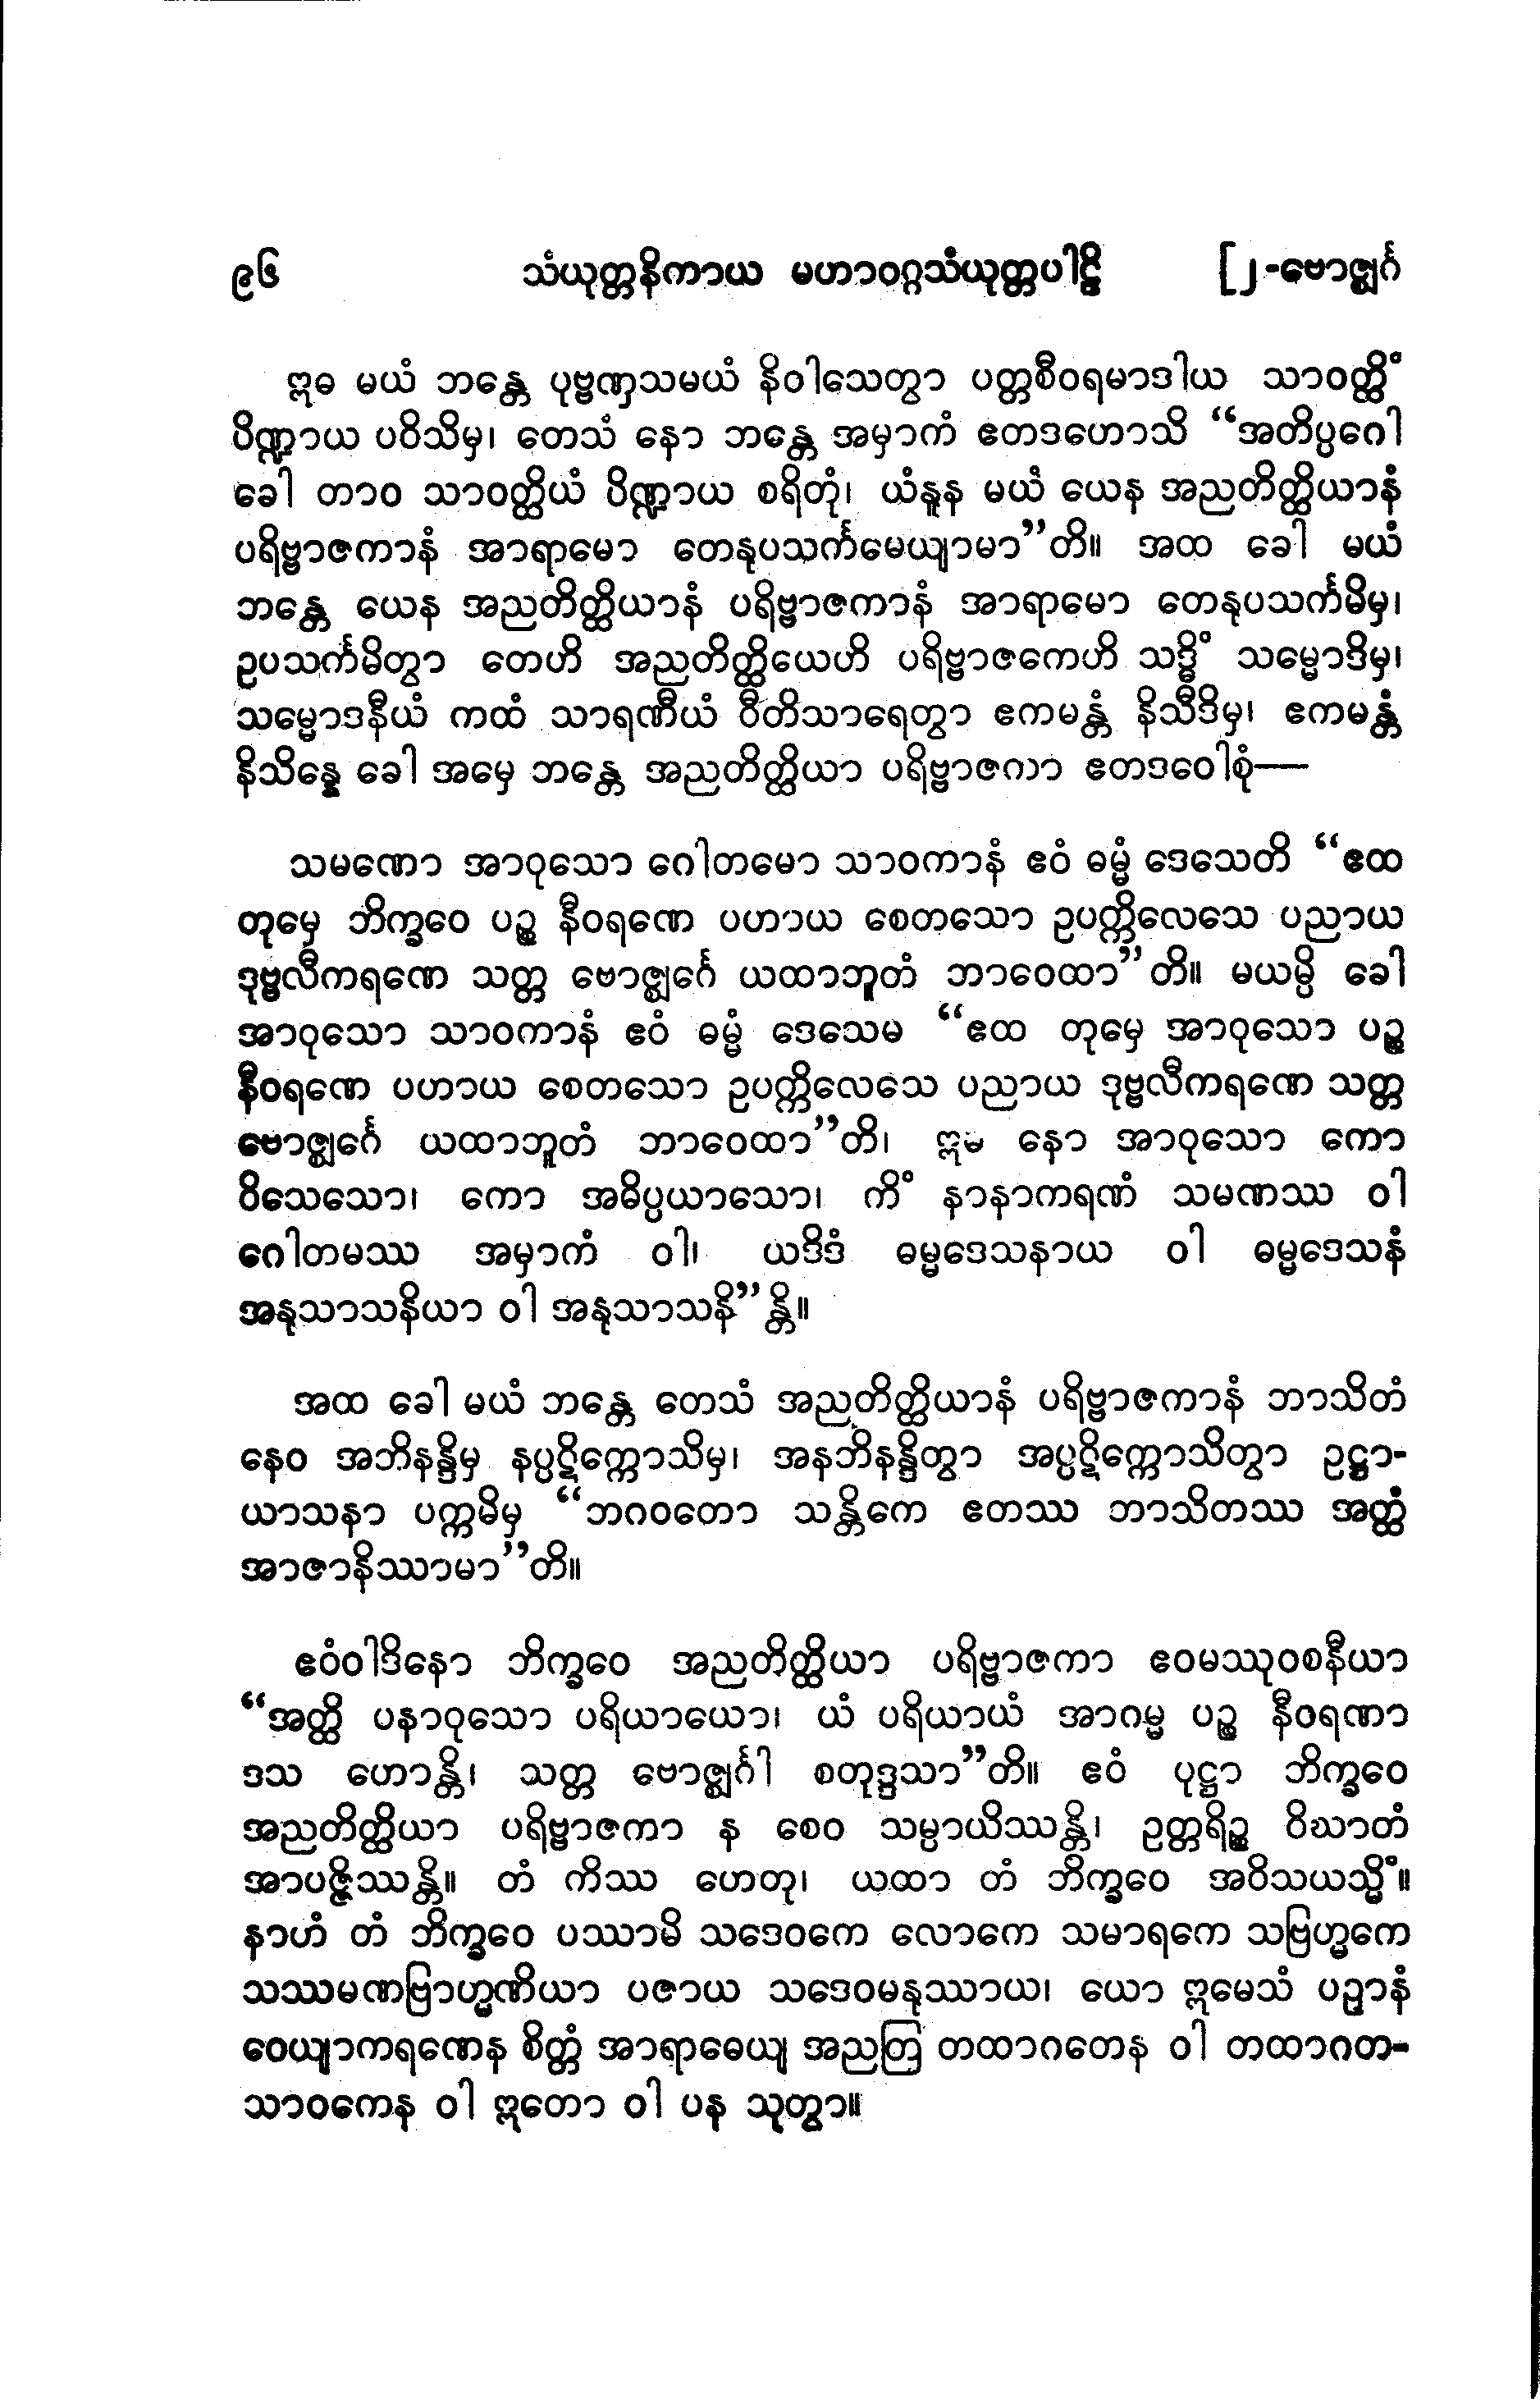 ၉၆ သံယုတ္တနိကာယ မဟာဝဂ္ဂသံယုတ္တပါဠိ [၂-ဗောဇ္ဈင်္ဂ
ဣဓ မယံ ဘန္တေ ပုဗ္ဗဏှသမယံ နိဝါသေတွာ ပတ္တစီဝရမာဒါယ သာဝတ္ထိံ
ပိဏ္ဍာယ ပဝိသိမှ၊ တေသံ နော ဘန္တေ အမှာကံ ဧတဒဟောသိ “အတိပ္ပဂေါ
ခေါ တာဝ သာဝတ္ထိယံ ပိဏ္ဍာယ စရိတုံ၊ ယံနူန မယံ ယေန အညတိတ္ထိယာနံ
ပရိဗ္ဗာဇကာနံ အာရာမော တေနုပသင်္ကမေယျာမာ”တိ။ အထ ခေါ မယံ
ဘန္တေ ယေန အညတိတ္ထိယာနံ ပရိဗ္ဗာဇကာနံ အာရာမော တေနုပသင်္ကမိမှ၊
ဥပသင်္ကမိတွာ တေဟိ အညတိတ္ထိယေဟိ ပရိဗ္ဗာဇကေဟိ သဒ္ဓိံ သမ္မောဒိမှ၊
သမ္မောဒနီယံ ကထံ သာရဏီယံ ဝီတိသာရေတွာ ဧကမန္တံ နိသီဒိမှ၊ ဧကမန္တံ
နိသိန္နေ ခေါ အမှေ ဘန္တေ အညတိတ္ထိယာ ပရိဗ္ဗာဇကာ ဧတဒဝေါစုံ—
သမဏော အာဝုသော ဂေါတမော သာဝကာနံ ဧဝံ ဓမ္မံ ဒေသေတိ “ဧထ
တုမှေ ဘိက္ခဝေ ပဉ္စ နီဝရဏေ ပဟာယ စေတသော ဥပက္ကိလေသေ ပညာယ
ဒုဗ္ဗလီကရဏေ သတ္တ ဗောဇ္ဈင်္ဂေ ယထာဘူတံ ဘာဝေထာ”တိ။ မယမ္ပိ ခေါ
အာဝုသော သာဝကာနံ ဧဝံ ဓမ္မံ ဒေသေမ “ဧထ တုမှေ အာဝုသော ပဉ္စ
နီဝရဏေ ပဟာယ စေတသော ဥပက္ကိလေသေ ပညာယ ဒုဗ္ဗလီကရဏေ သတ္တ
ဗောဇ္ဈင်္ဂေ ယထာဘူတံ ဘာဝေထာ”တိ၊ ဣဓ နော အာဝုသော ကော
ဝိသေသော၊ ကော အဓိပ္ပယာသော၊ ကိံ နာနာကရဏံ သမဏဿ ဝါ
ဂေါတမဿ အမှာကံ ဝါ၊ ယဒိဒံ ဓမ္မဒေသနာယ ဝါ ဓမ္မဒေသနံ
အနုသာသနိယာ ဝါ အနုသာသနိ”န္တိ။
အထ ခေါ မယံ ဘန္တေ တေသံ အညတိတ္ထိယာနံ ပရိဗ္ဗာဇကာနံ ဘာသိတံ
နေဝ အဘိနန္ဒိမှ နပ္ပဋိက္ကောသိမှ၊ အနဘိနန္ဒိတွာ အပ္ပဋိက္ကောသိတွာ ဥဋ္ဌာ-
ယာသနာ ပက္ကမိမှ “ဘဂဝတော သန္တိကေ ဧတဿ ဘာသိတဿ အတ္ထံ
အာဇာနိဿာမာ”တိ။
ဧဝံဝါဒိနော ဘိက္ခဝေ အညတိတ္ထိယာ ပရိဗ္ဗာဇကာ ဧဝမဿုဝစနီယာ
“အတ္ထိ ပနာဝုသော ပရိယာယော၊ ယံ ပရိယာယံ အာဂမ္မ ပဉ္စ နီဝရဏာ
ဒသ ဟောန္တိ၊ သတ္တ ဗောဇ္ဈင်္ဂါ စတုဒ္ဒသာ”တိ။ ဧဝံ ပုဋ္ဌာ ဘိက္ခဝေ
အညတိတ္ထိယာ ပရိဗ္ဗာဇကာ န စေဝ သမ္ပာယိဿန္တိ၊ ဥတ္တရိဉ္စ ဝိဃာတံ
အာပဇ္ဇိဿန္တိ။ တံ ကိဿ ဟေတု၊ ယထာ တံ ဘိက္ခဝေ အဝိသယသ္မိံ။
နာဟံ တံ ဘိက္ခဝေ ပဿာမိ သဒေဝကေ လောကေ သမာရကေ သဗြဟ္မကေ
သဿမဏဗြာဟ္မဏိယာ ပဇာယ သဒေဝမနုဿာယ၊ ယော ဣမေသံ ပဉှာနံ
ဝေယျာကရဏေန စိတ္တံ အာရာဓေယျ အညတြ တထာဂတေန ဝါ တထာဂတ-
သာဝကေန ဝါ ဣတော ဝါ ပန သုတွာ။